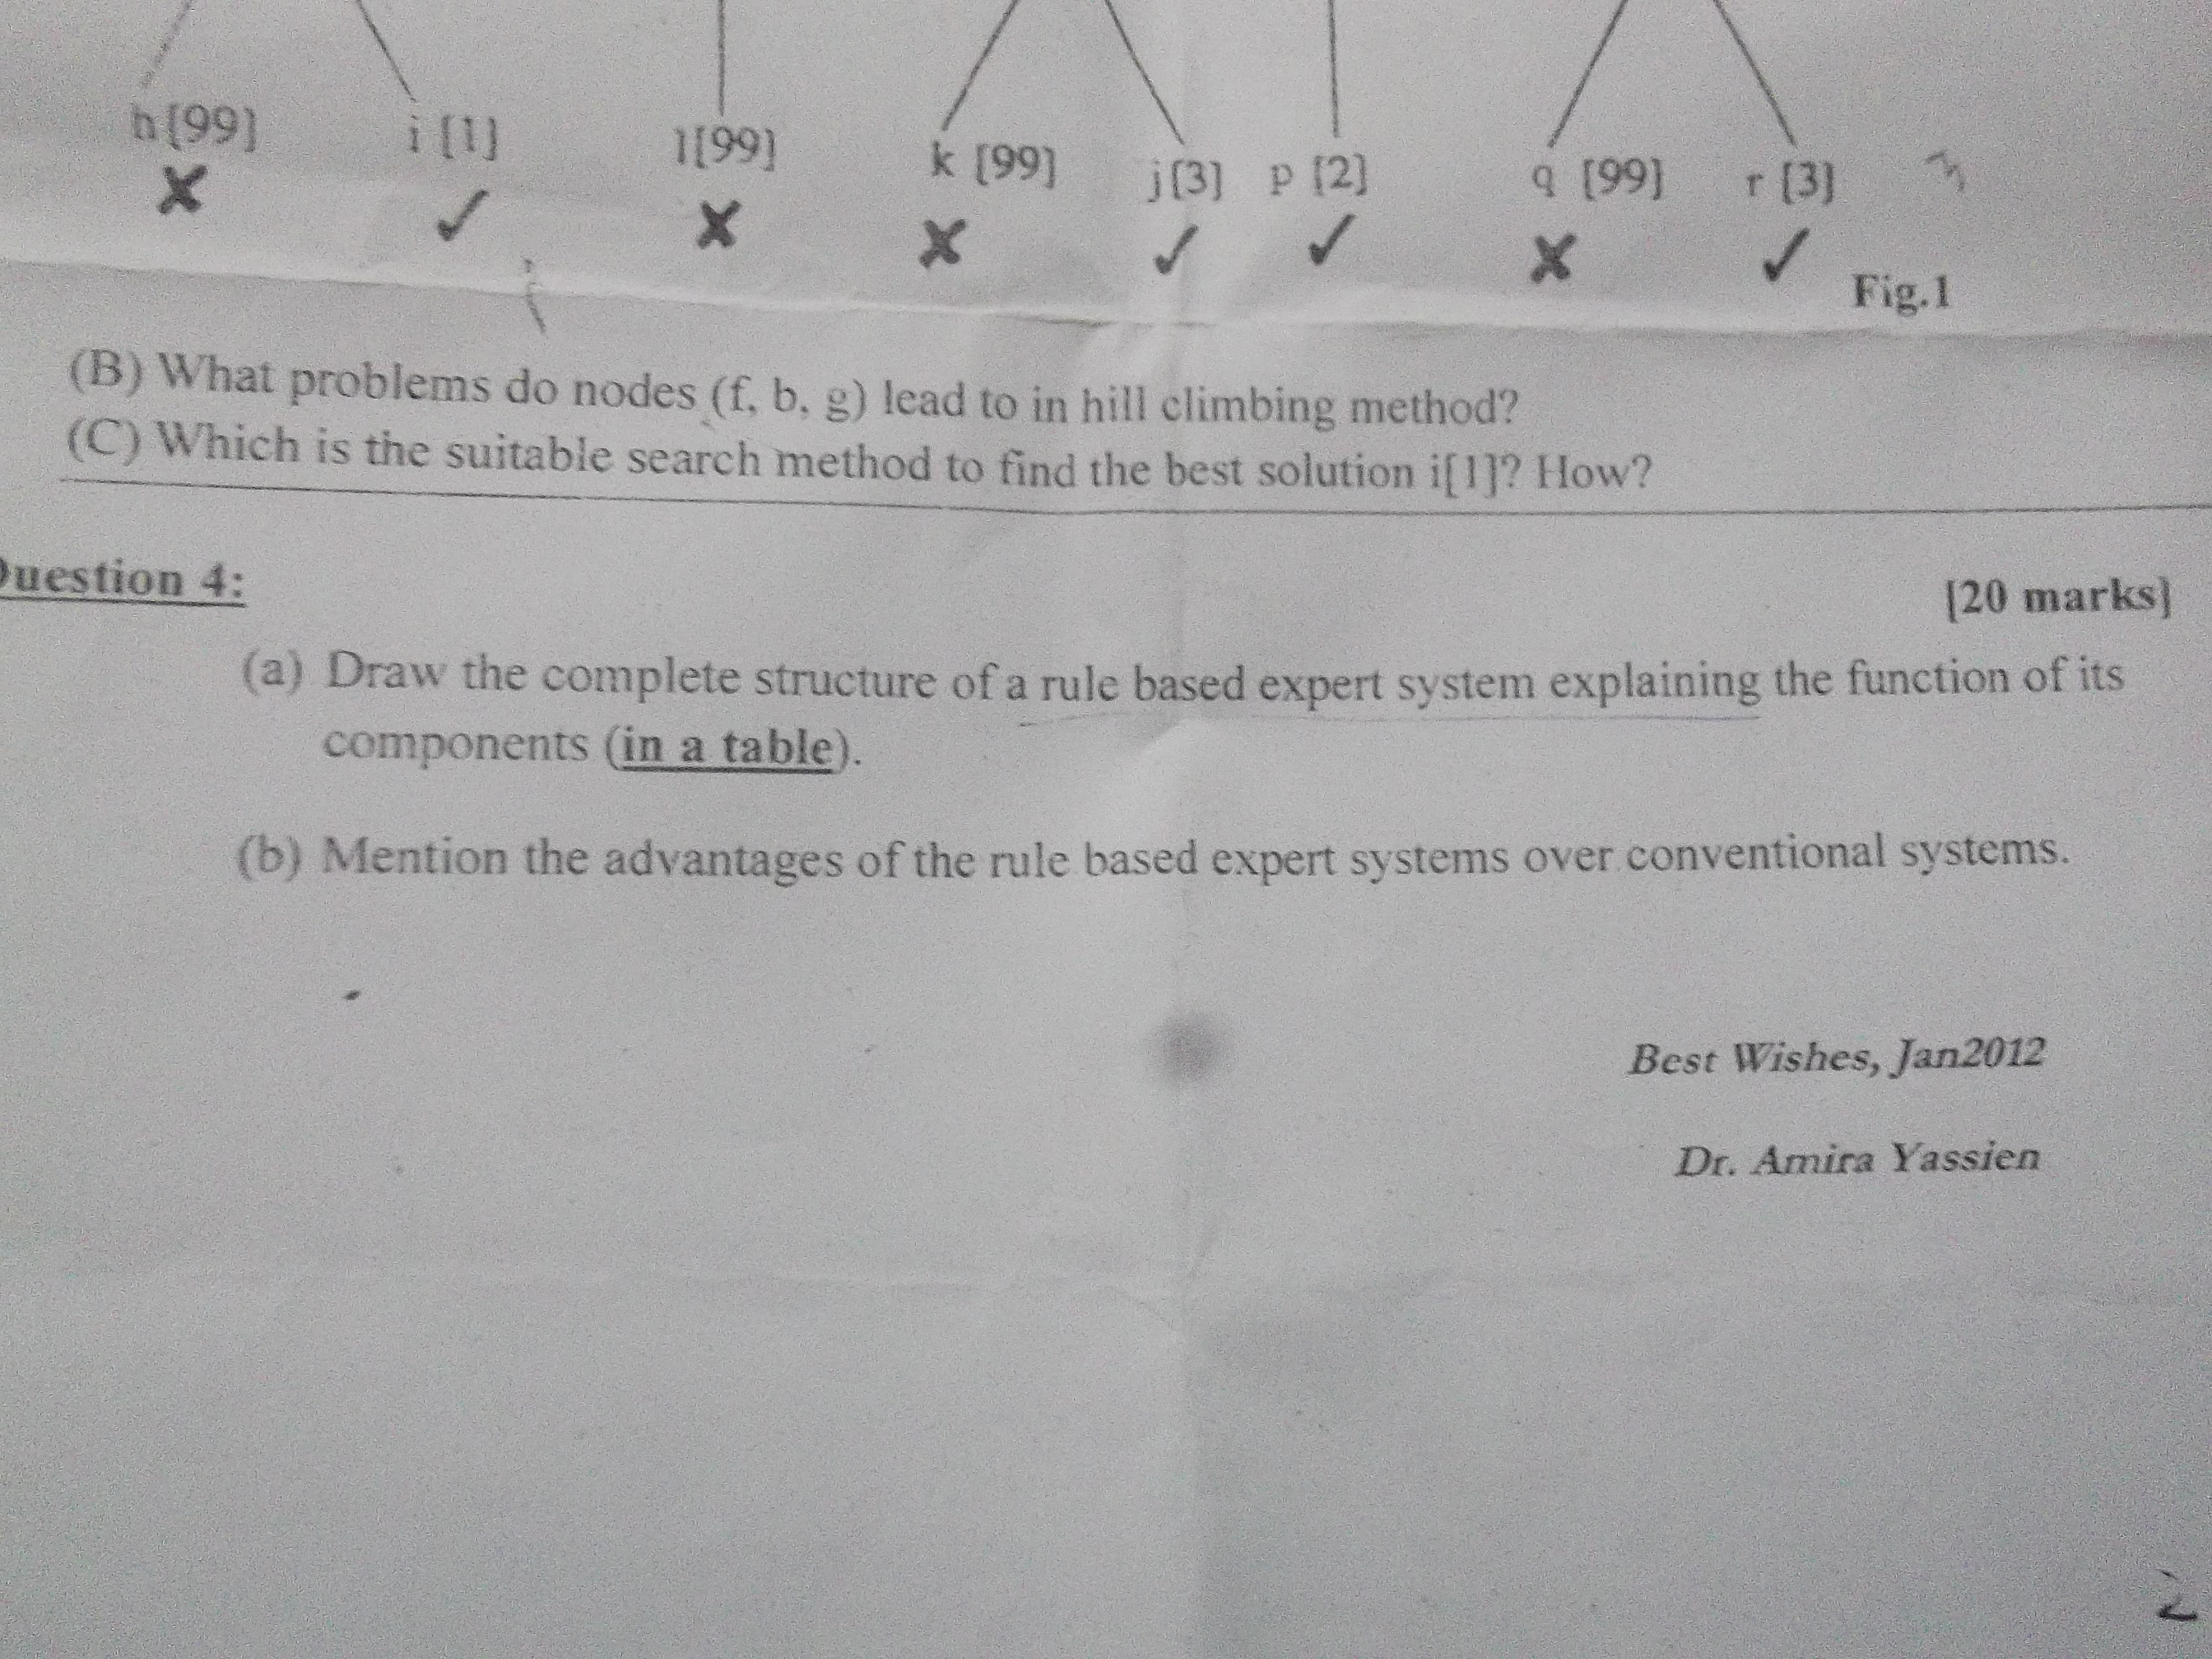 h[99] i [1] l[99] k [99] j[3] p [2] q [99] r [3] 3
Fig.1
(B) What problems do nodes (f, b, g) lead to in hill climbing method?
(C) Which is the suitable search method to find the best solution i[1]? How?
Question 4: [20 marks]
(a) Draw the complete structure of a rule based expert system explaining the function of its
components (in a table).
(b) Mention the advantages of the rule based expert systems over conventional systems.
Best Wishes, Jan2012
Dr. Amira Yassien
2